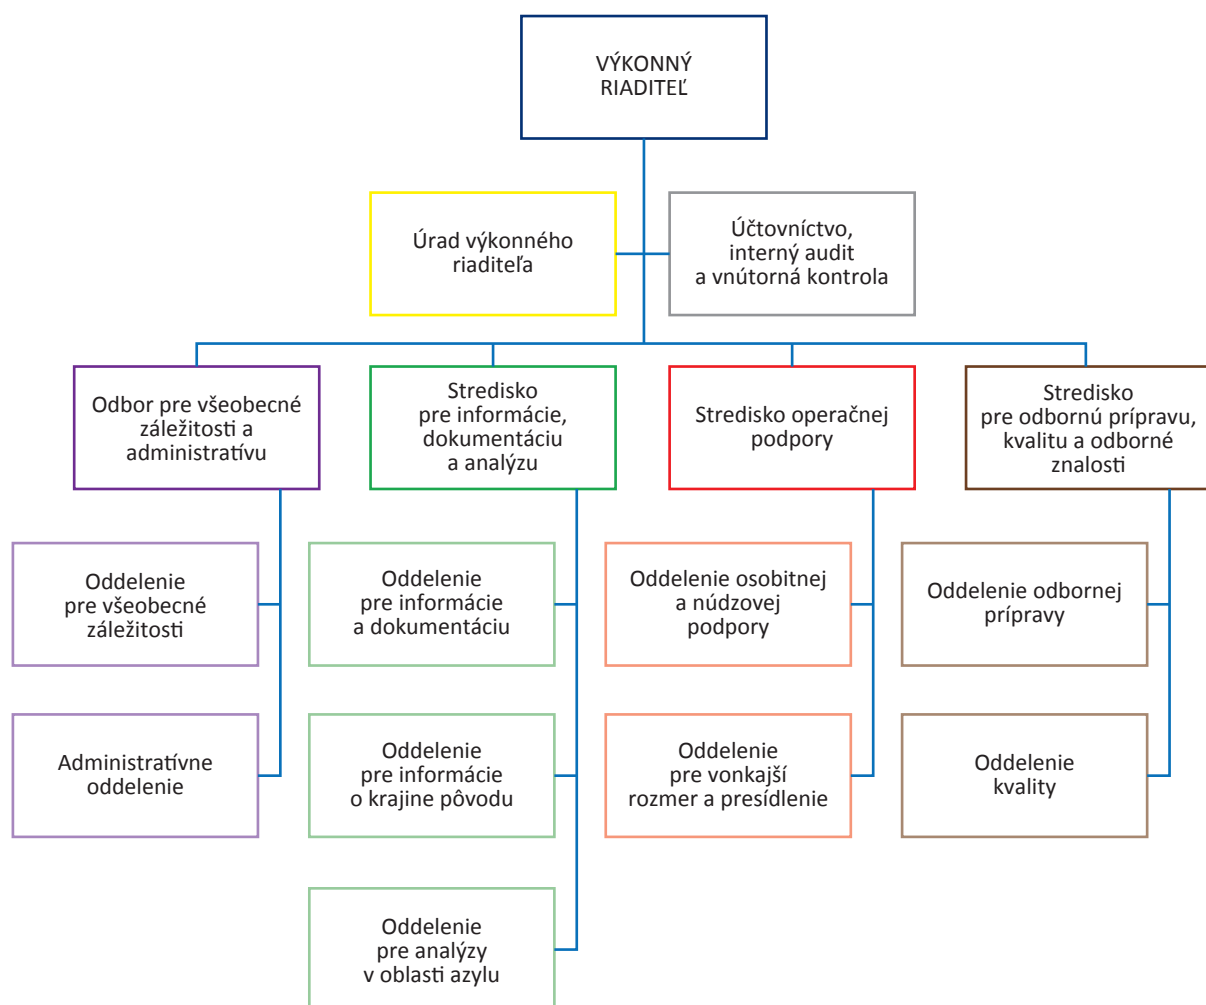 VÝKONNÝ
RIADITEĽ
Úrad výkonného
riaditeľa
Účtovníctvo,
interný audit
a vnútorná kontrola
Odbor pre všeobecné
záležitosti a
administratívu
Stredisko
pre informácie,
dokumentáciu
a analýzu
Stredisko operačnej
podpory
Stredisko
pre odbornú prípravu,
kvalitu a odborné
znalosti
Oddelenie
pre všeobecné
záležitosti
Oddelenie
pre informácie
a dokumentáciu
Oddelenie osobitnej
a núdzovej
podpory
Oddelenie odbornej
prípravy
Administratívne
oddelenie
Oddelenie
pre informácie
o krajine pôvodu
Oddelenie
pre vonkajší
rozmer a presídlenie
Oddelenie
kvality
Oddelenie
pre analýzy
v oblasti azylu